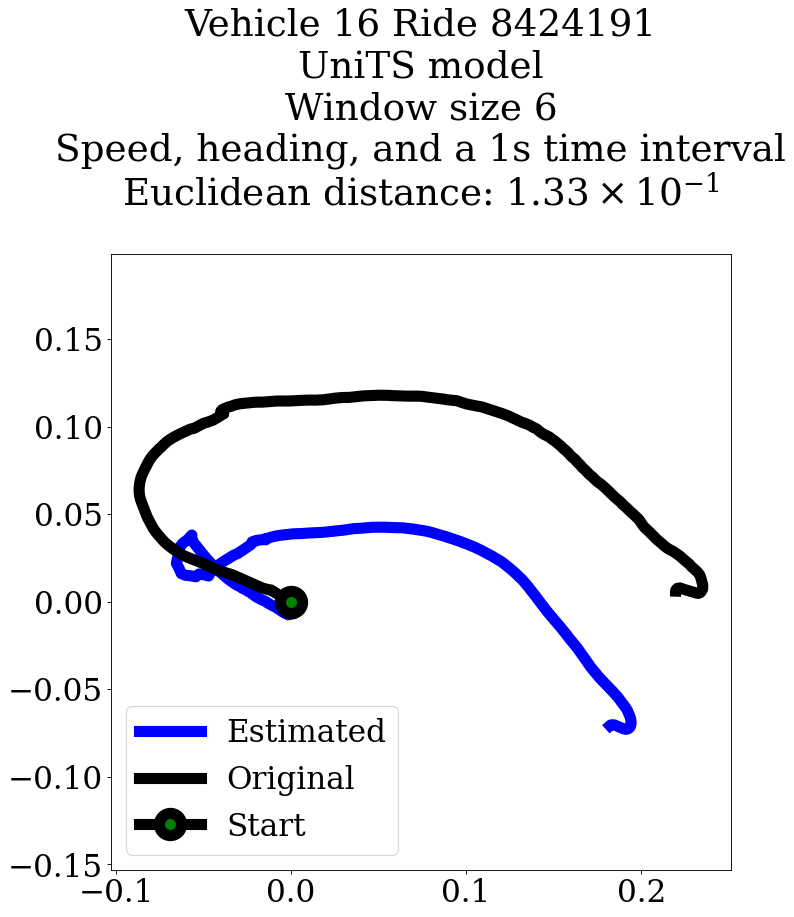 Vehicle 16 Ride 8424191
UniTS model
Window size 6
Speed, heading, and a 1s time interval
Euclidean distance: 1.33 × 10⁻¹
0.15
0.10
0.05
0.00
−0.05
−0.10
−0.15
Estimated
Original
Start
−0.1
0.0
0.1
0.2